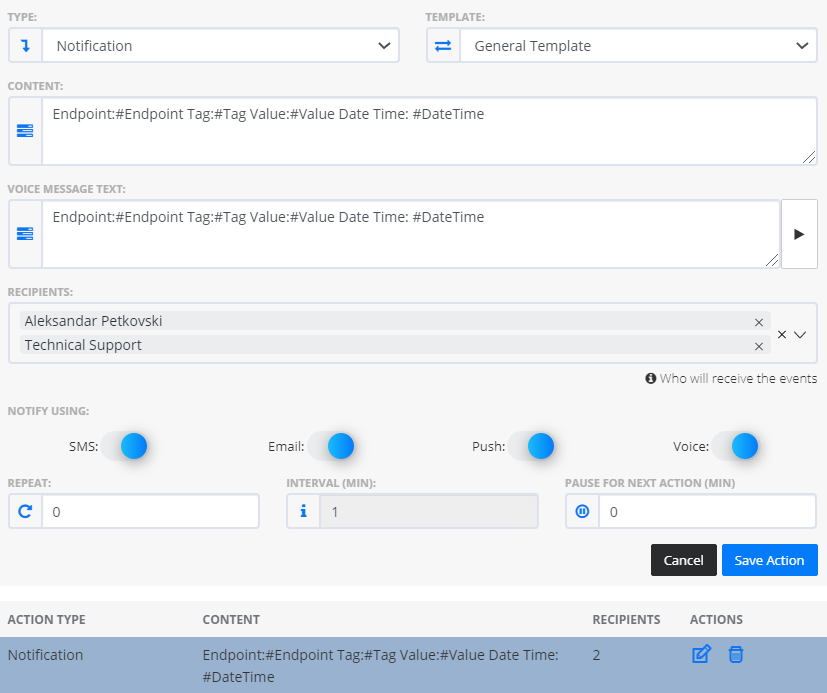 TYPE:
TEMPLATE:
Notification
General Template
CONTENT:
Endpoint:#Endpoint Tag:#Tag Value:#Value Date Time: #DateTime
VOICE MESSAGE TEXT:
Endpoint:#Endpoint Tag:#Tag Value:#Value Date Time: #DateTime
RECIPIENTS:
Aleksandar Petkovski
Technical Support
Who will receive the events
NOTIFY USING:
SMS:
Email:
Push:
Voice:
REPEAT:
INTERVAL (MIN):
PAUSE FOR NEXT ACTION (MIN)
0
1
0
Cancel
Save Action
ACTION TYPE
CONTENT
RECIPIENTS
ACTIONS
Notification
Endpoint:#Endpoint Tag:#Tag Value:#Value Date Time:
#DateTime
2